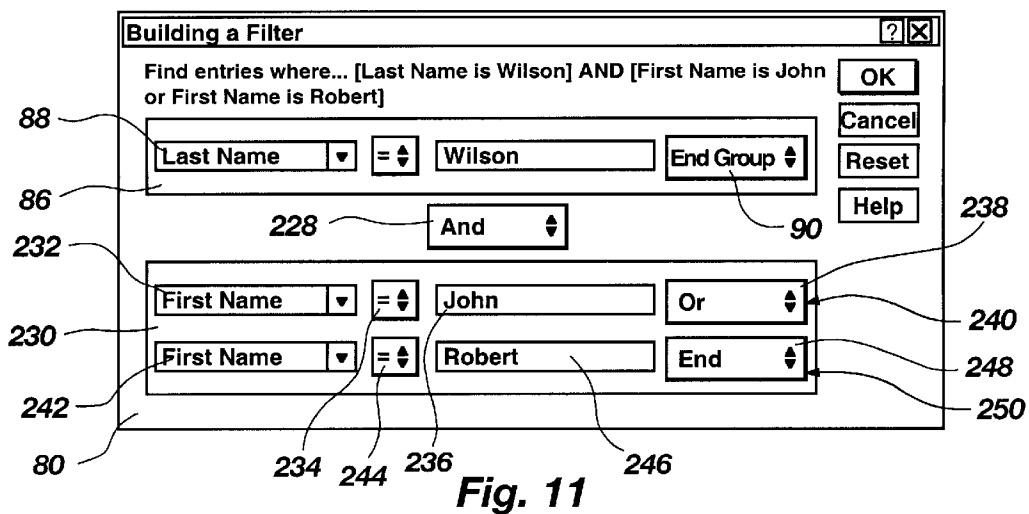 Building a Filter ?
Find entries where... [Last Name is Wilson] AND [First Name is John
or First Name is Robert]
OK
Cancel
Reset
Help
88
Last Name = Wilson End Group
86
228 And 90 238
232
First Name = John Or
230 240
First Name = Robert End
248
242 250
80 234 244 236 246
Fig. 11